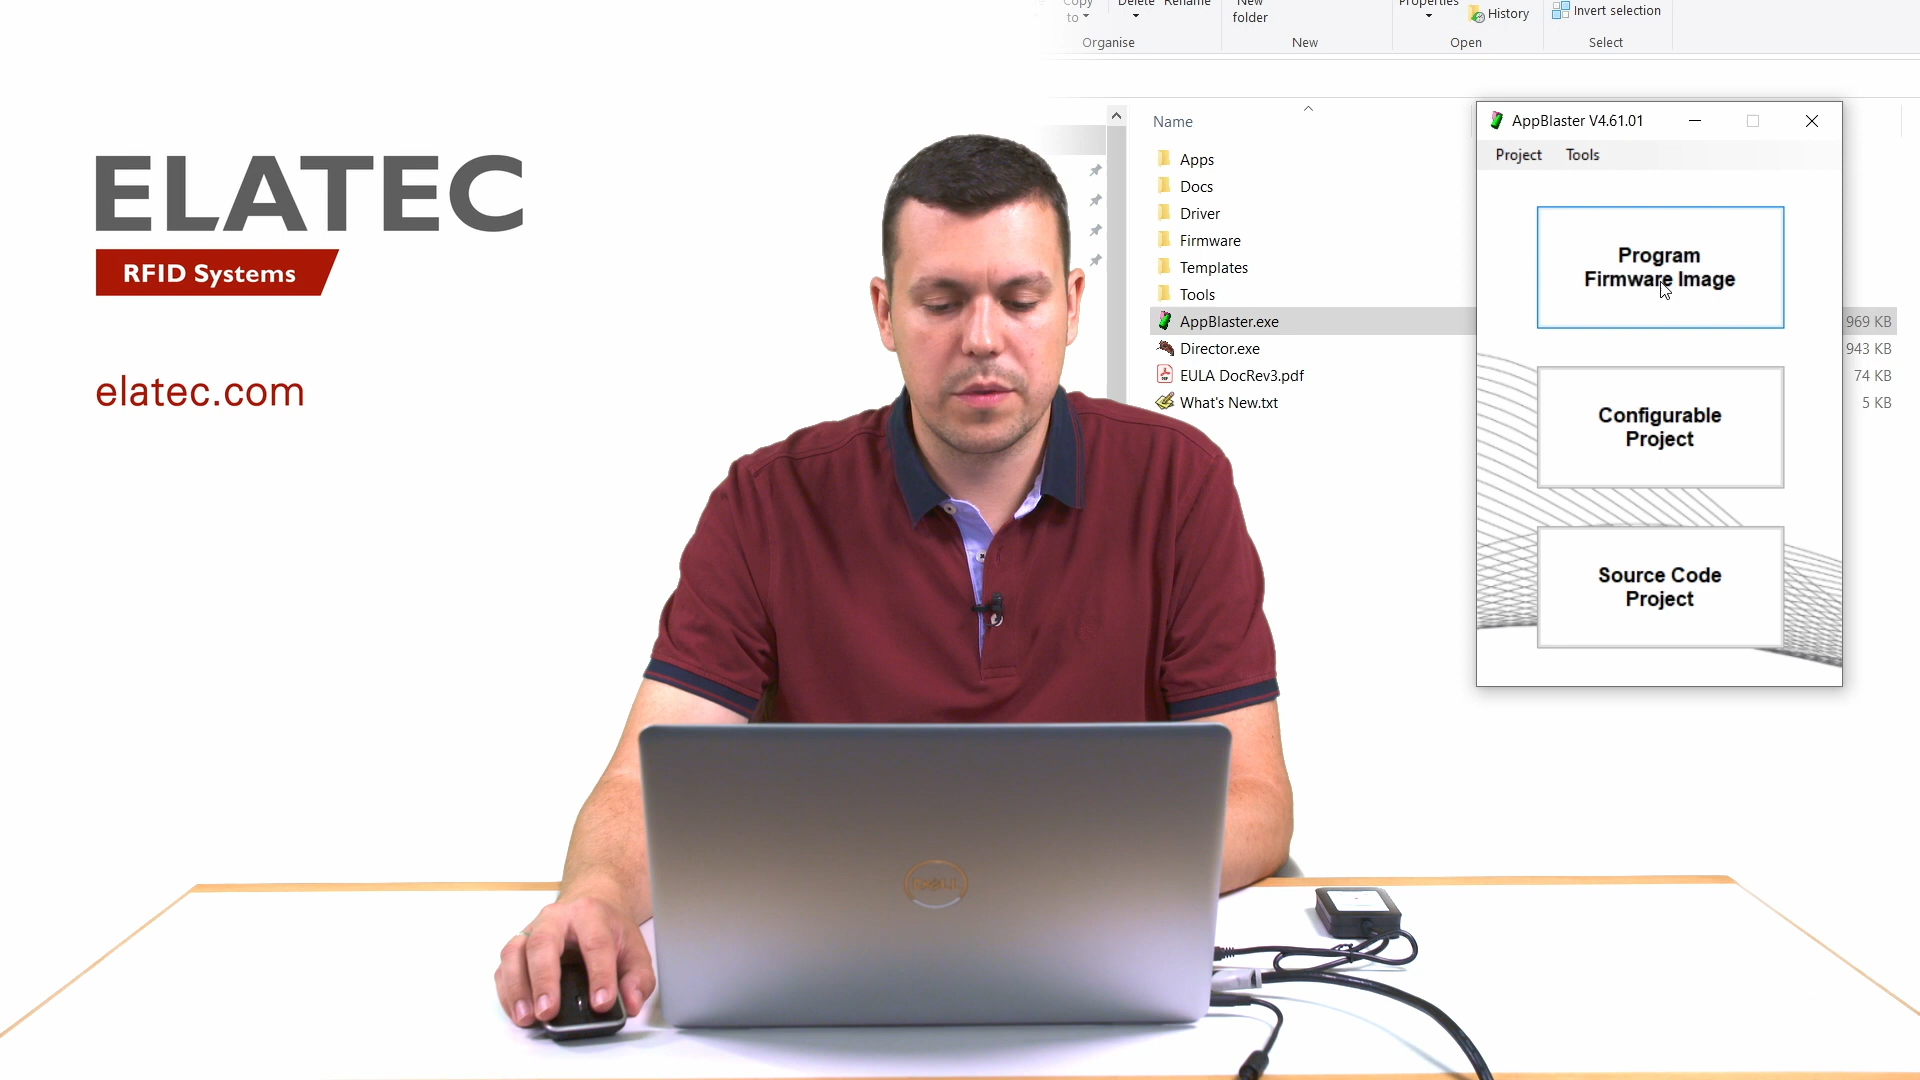 ELATEC
RFID Systems
elatec.com
Copy
to
Delete
Rename
Organise
New
folder
New
Properties
History
Open
Invert selection
Select
Name
Apps
Docs
Driver
Firmware
Templates
Tools
AppBlaster.exe
969 KB
Director.exe
943 KB
EULA DocRev3.pdf
74 KB
What's New.txt
5 KB
AppBlaster V4.61.01
Project
Tools
Program
Firmware Image
Configurable
Project
Source Code
Project
DELL